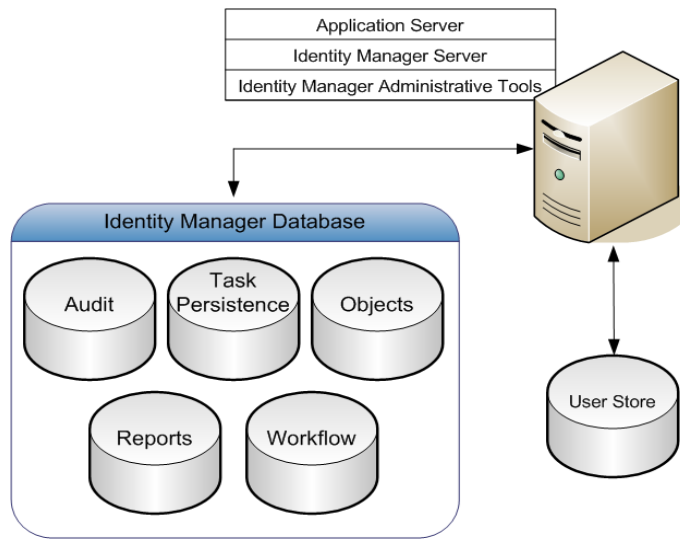 Application Server
Identity Manager Server
Identity Manager Administrative Tools
Identity Manager Database
Audit
Task
Persistence
Objects
Reports
Workflow
User Store